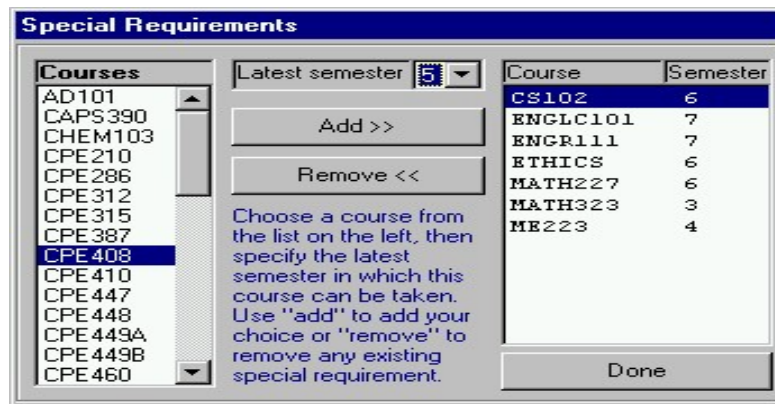 Special Requirements
Courses
AD101
CAPS390
CHEM103
CPE210
CPE286
CPE312
CPE315
CPE387
CPE408
CPE410
CPE447
CPE448
CPE449A
CPE449B
CPE460
Latest semester 5
Add >>
Remove <<
Choose a course from
the list on the left, then
specify the latest
semester in which this
course can be taken.
Use "add" to add your
choice or "remove" to
remove any existing
special requirement.
Course Semester
CS102 6
ENGLC101 7
ENGR111 7
ETHICS 6
MATH227 6
MATH323 3
ME223 4
Done